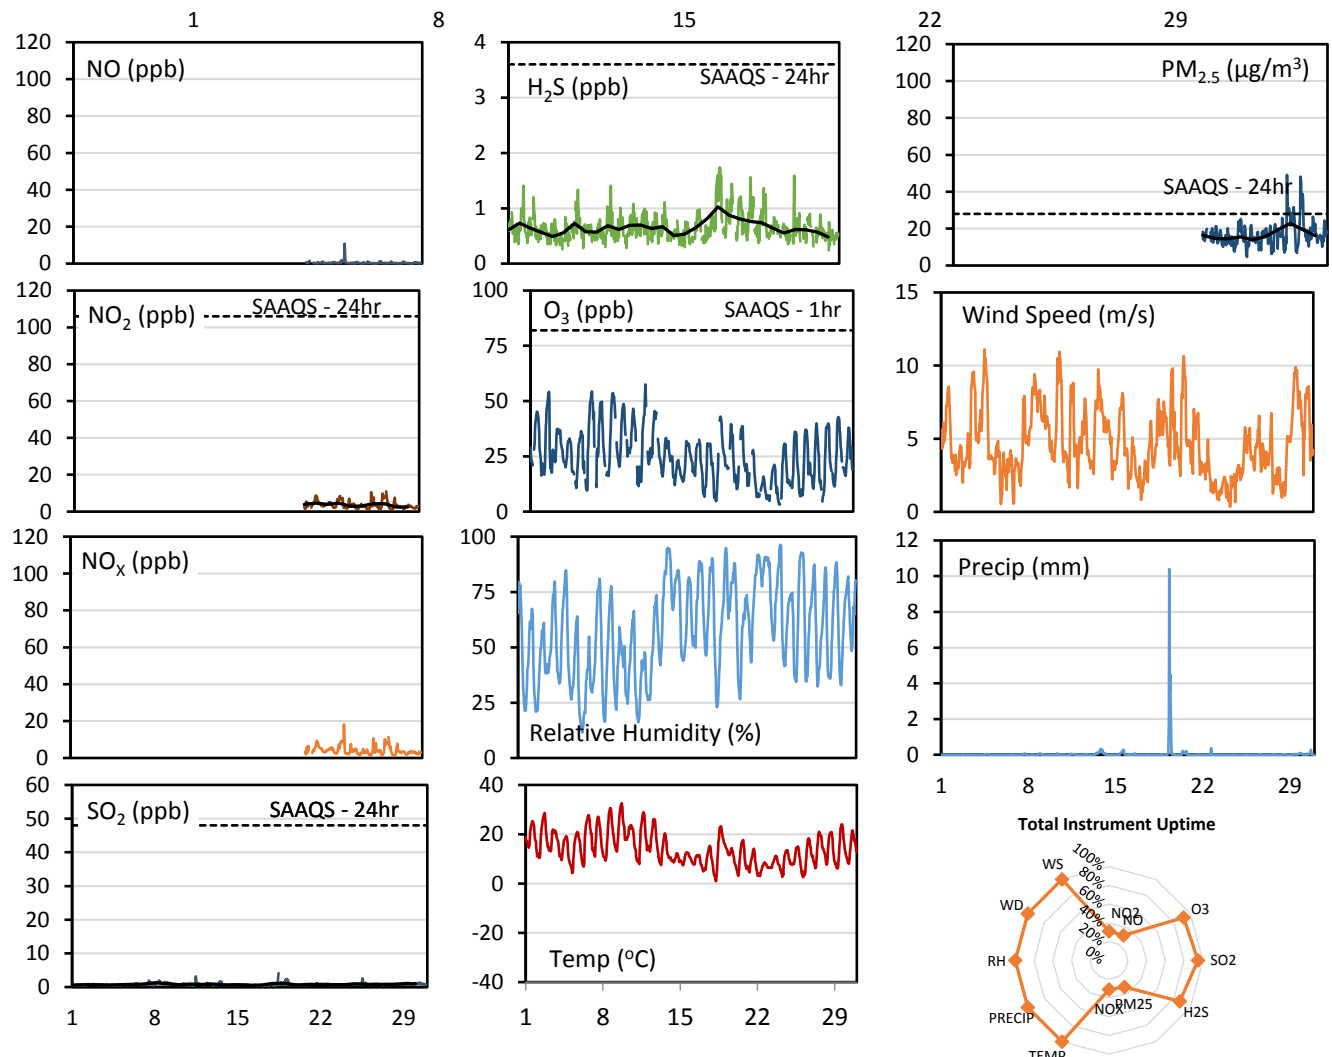 1 8 15 22 29
120 100 80 60 40 20 0
NO (ppb)
4 3 2 1 0
H2S (ppb)
SAAQS - 24hr
120 100 80 60 40 20 0
PM2.5 (µg/m³)
SAAQS - 24hr
120 100 80 60 40 20 0
NO2 (ppb)
SAAQS - 24hr
100 75 50 25 0
O3 (ppb)
SAAQS - 1hr
15 10 5 0
Wind Speed (m/s)
120 100 80 60 40 20 0
NOX (ppb)
100 75 50 25 0
Relative Humidity (%)
12 10 8 6 4 2 0
Precip (mm)
1 8 15 22 29
60 50 40 30 20 10 0
SO2 (ppb)
SAAQS - 24hr
1 8 15 22 29
40 20 0 -20 -40
Temp (°C)
1 8 15 22 29
Total Instrument Uptime
100%
80%
60%
40%
20%
0%
NO2
NO
O3
SO2
H2S
PM25
NOX
TEMP
PRECIP
RH
WD
WS